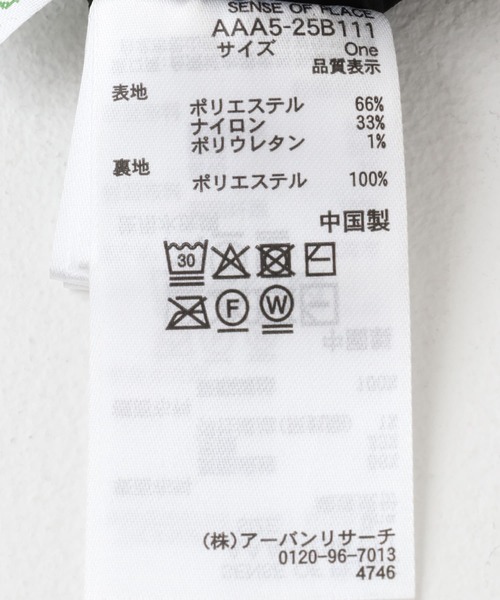 SENSE OF PLACE
AAA5-25B111
サイズ One
品質表示
表地
ポリエステル 66%
ナイロン 33%
ポリウレタン 1%
裏地
ポリエステル 100%
中国製
30
F W
(株)アーバンリサーチ
0120-96-7013
4746